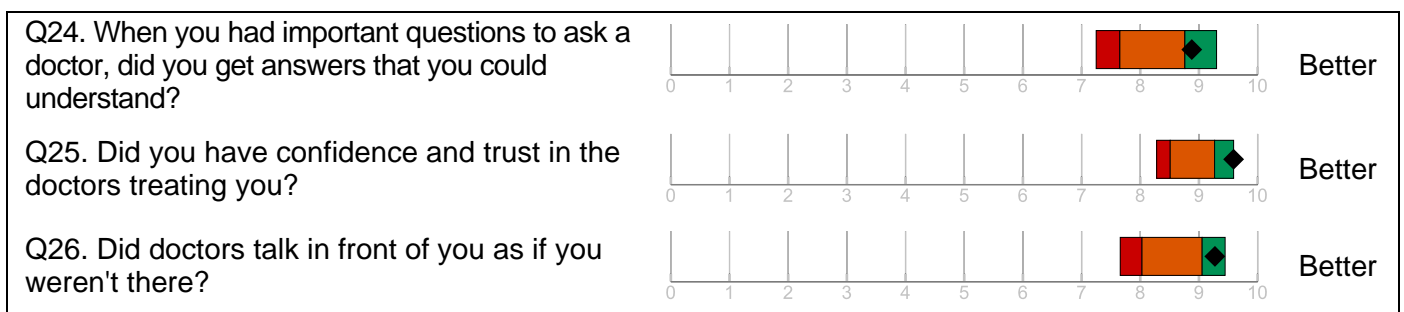 Q24. When you had important questions to ask a
doctor, did you get answers that you could
understand?
0 1 2 3 4 5 6 7 8 9 10
Better
Q25. Did you have confidence and trust in the
doctors treating you?
0 1 2 3 4 5 6 7 8 9 10
Better
Q26. Did doctors talk in front of you as if you
weren't there?
0 1 2 3 4 5 6 7 8 9 10
Better